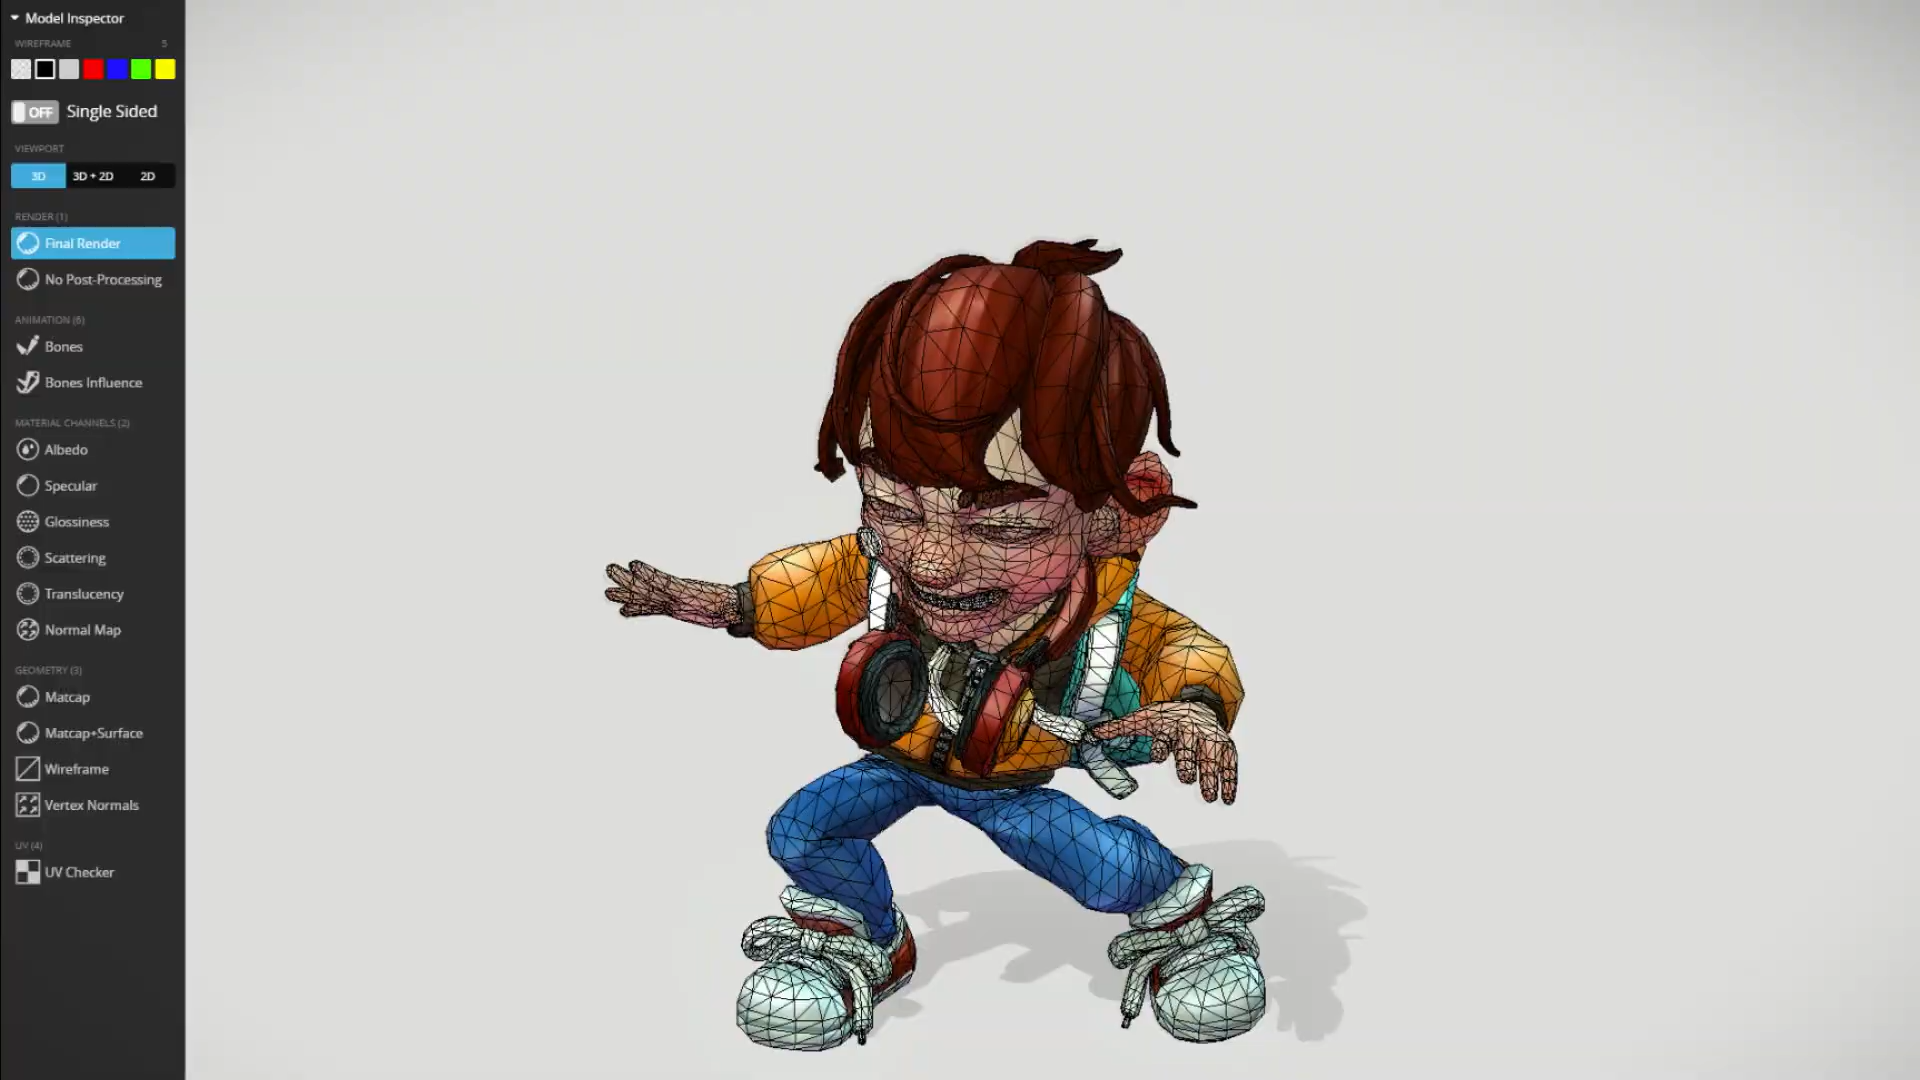 Model Inspector
WIREFRAME 5
OFF Single Sided
VIEWPORT
3D 3D + 2D 2D
RENDER (1)
Final Render
No Post-Processing
ANIMATION (6)
Bones
Bones Influence
MATERIAL CHANNELS (2)
Albedo
Specular
Glossiness
Scattering
Translucency
Normal Map
GEOMETRY (3)
Matcap
Matcap+Surface
Wireframe
Vertex Normals
UV (4)
UV Checker